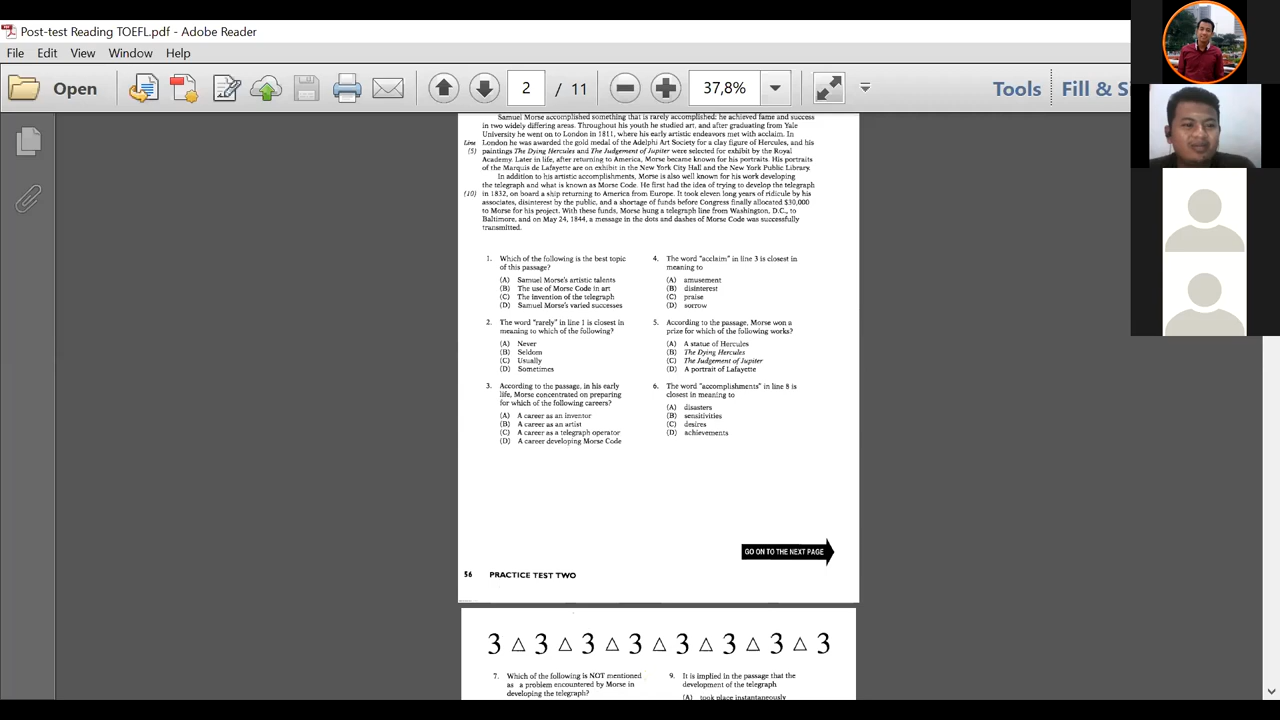 Post-test Reading TOEFL.pdf - Adobe Reader
File Edit View Window Help
Open
2 / 11
37,8%
Tools
Fill & S
Samuel Morse accomplished something that is rarely accomplished; he achieved fame and success
in two widely differing areas. Throughout his youth he studied art, and after graduating from Yale
University he went on to London in 1811, where his early artistic endeavors met with acclaim. In
Line London he was awarded the gold medal of the Adelphi Art Society for a clay figure of Hercules, and his
(5) paintings The Dying Hercules and The Judgement of Jupiter were selected for exhibit by the Royal
Academy. Later in life, after returning to America, Morse became known for his portraits. His portraits
of the Marquis de Lafayette are on exhibit in the New York City Hall and the New York Public Library.
In addition to his artistic accomplishments, Morse is also well known for his work developing
the telegraph and what is known as Morse Code. He first had the idea of trying to develop the telegraph
(10) in 1832, on board a ship returning to America from Europe. It took eleven long years of ridicule by his
associates, disinterest by the public, and a shortage of funds before Congress finally allocated $30,000
to Morse for his project. With these funds, Morse hung a telegraph line from Washington, D.C., to
Baltimore, and on May 24, 1844, a message in the dots and dashes of Morse Code was successfully
transmitted.
1. Which of the following is the best topic
of this passage?
(A) Samuel Morse's artistic talents
(B) The use of Morse Code in art
(C) The invention of the telegraph
(D) Samuel Morse's varied successes
2. The word "rarely" in line 1 is closest in
meaning to which of the following?
(A) Never
(B) Seldom
(C) Usually
(D) Sometimes
3. According to the passage, in his early
life, Morse concentrated on preparing
for which of the following careers?
(A) A career as an inventor
(B) A career as an artist
(C) A career as a telegraph operator
(D) A career developing Morse Code
4. The word "acclaim" in line 3 is closest in
meaning to
(A) amusement
(B) disinterest
(C) praise
(D) sorrow
5. According to the passage, Morse won a
prize for which of the following works?
(A) A statue of Hercules
(B) The Dying Hercules
(C) The Judgement of Jupiter
(D) A portrait of Lafayette
6. The word "accomplishments" in line 8 is
closest in meaning to
(A) disasters
(B) sensitivities
(C) desires
(D) achievements
GO ON TO THE NEXT PAGE
56 PRACTICE TEST TWO
3 △ 3 △ 3 △ 3 △ 3 △ 3 △ 3 △ 3
7. Which of the following is NOT mentioned
as a problem encountered by Morse in
developing the telegraph?
9. It is implied in the passage that the
development of the telegraph
(A) took place instantaneously